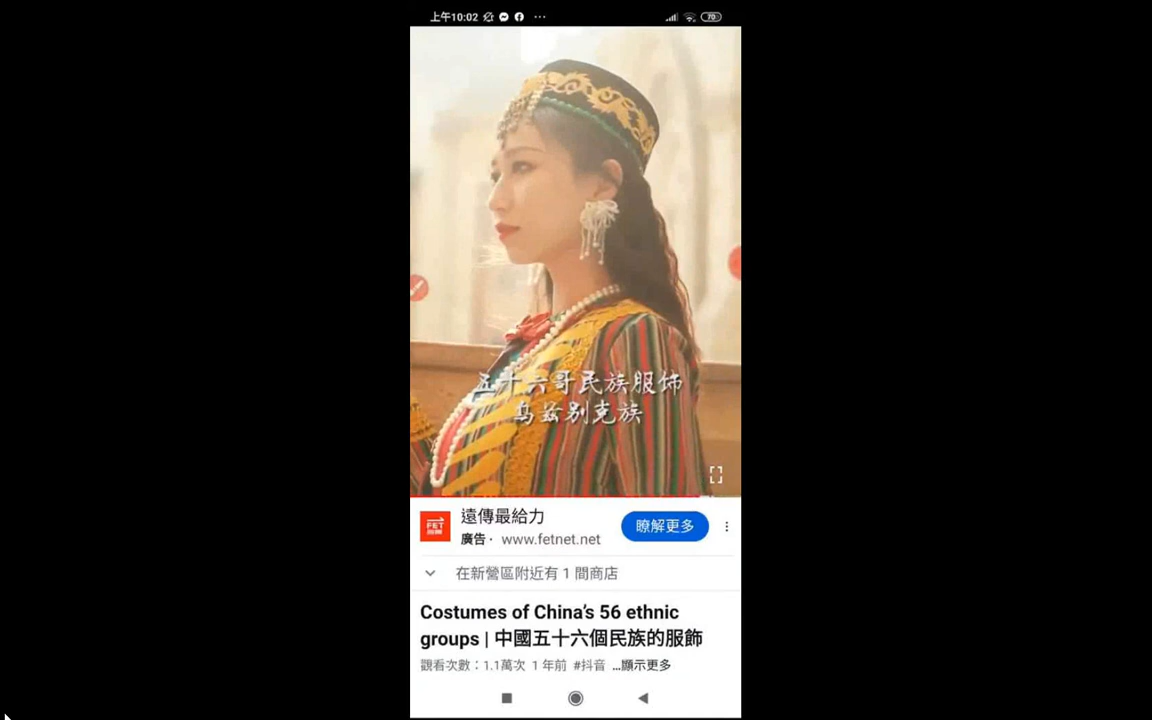 上午10:02
70
五十六哥民族服饰
乌兹别克族
FET
遠傳最給力
廣告· www.fetnet.net
瞭解更多
在新營區附近有 1 間商店
Costumes of China's 56 ethnic
groups | 中國五十六個民族的服飾
觀看次數：1.1萬次 1 年前 #抖音 ...顯示更多